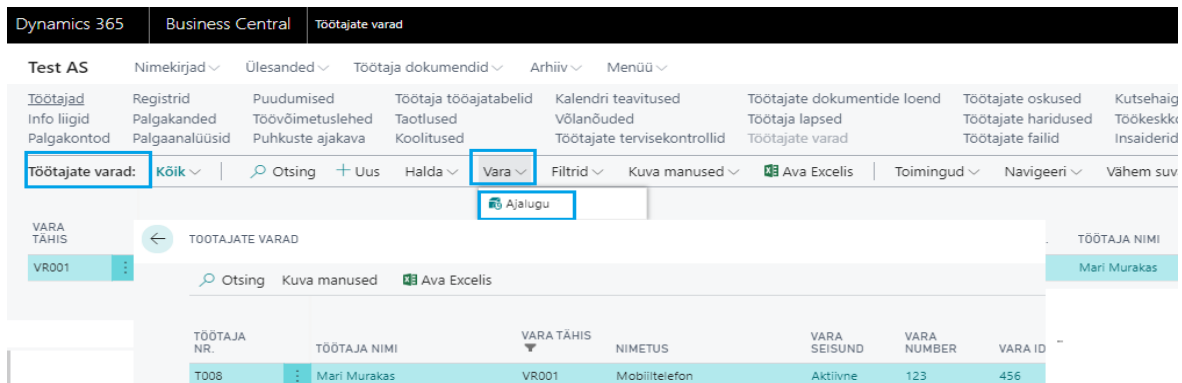 Dynamics 365 Business Central Töötajate varad
Test AS Nimekirjad Ülesanded Töötaja dokumendid Arhiiv Menüü
Töötajad Registrid Puudumised Töötaja tööajatabelid Kalendri teavitused Töötajate dokumentide loend Töötajate oskused Kutsehaig
Info liigid Palgakanded Töövõimetuslehed Taotlused Võlanõuded Töötaja lapsed Töötajate haridused Töökeskk
Palgakontod Palgaanalüüsid Puhkuste ajakava Koolitused Töötajate tervisekontrollid Töötajate varad Töötajate failid Insaiderid
Töötajate varad: Kõik Otsing + Uus Halda Vara Filtrid Kuva manused Ava Excelis Toimingud Navigeeri Vähem suva
Ajalugu
VARA TÄHIS
TÖÖTAJA NIMI
VR001
Mari Murakas
TÖÖTAJATE VARAD
Otsing Kuva manused Ava Excelis
TÖÖTAJA NR. TÖÖTAJA NIMI VARA TÄHIS NIMETUS VARA SEISUND VARA NUMBER VARA ID
T008 Mari Murakas VR001 Mobiiltelefon Aktiivne 123 456